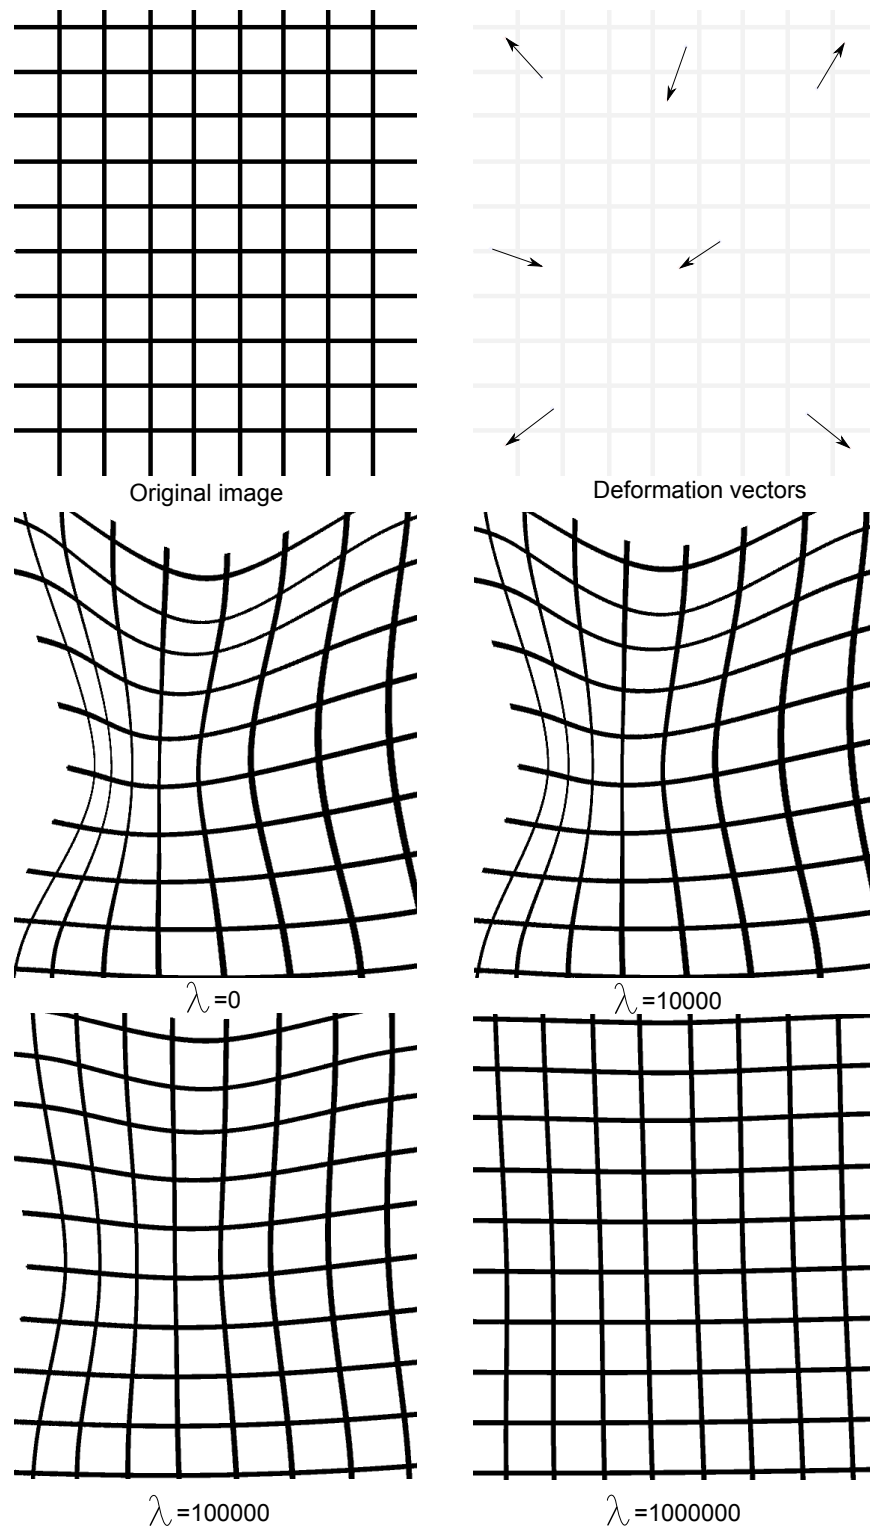 Original image
Deformation vectors
λ=0
λ=10000
λ=100000
λ=1000000